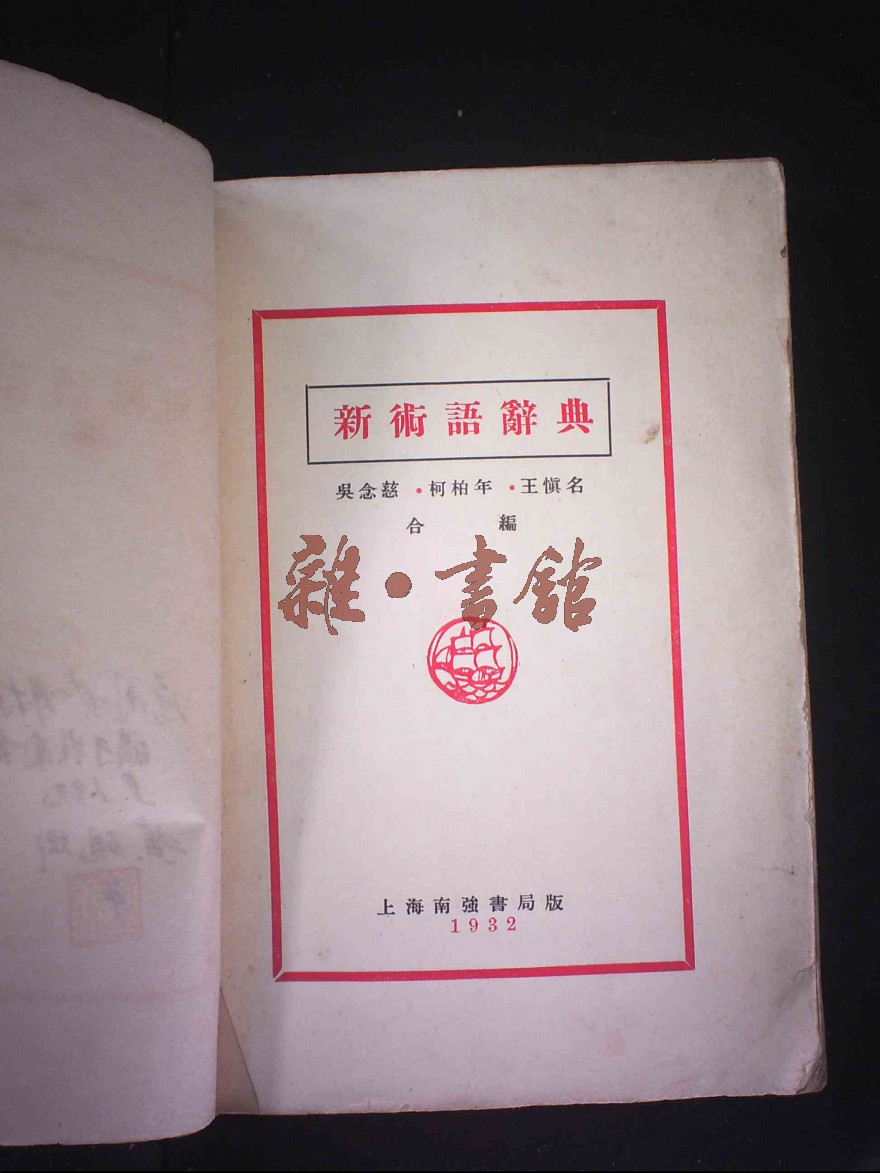 新術語辭典
吳念慈・柯柏年・王愼名
合編
雜・書館
上海南強書局版
1932